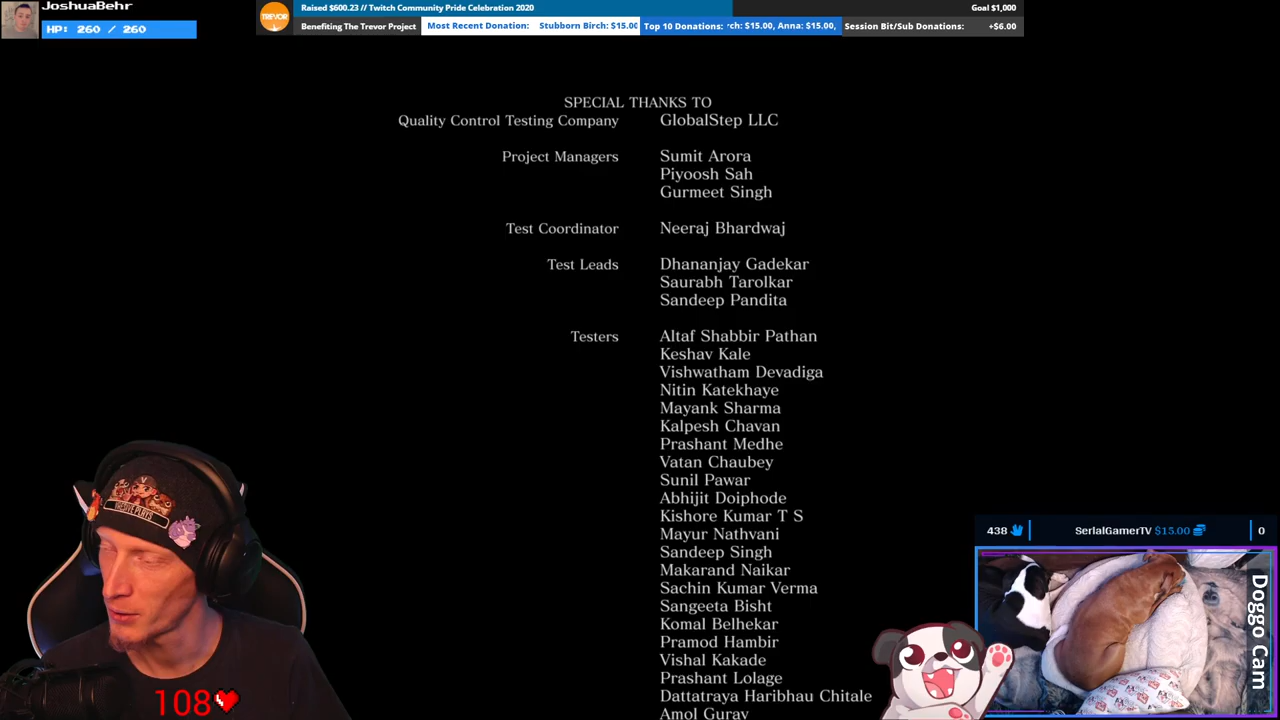 JoshuaBehr
HP: 260 / 260
TREVOR
Raised $600.23 // Twitch Community Pride Celebration 2020
Goal $1,000
Benefiting The Trevor Project
Most Recent Donation: Stubborn Birch: $15.00
Top 10 Donations: rch: $15.00, Anna: $15.00,
Session Bit/Sub Donations: +$6.00
SPECIAL THANKS TO
Quality Control Testing Company GlobalStep LLC
Project Managers Sumit Arora
Piyoosh Sah
Gurmeet Singh
Test Coordinator Neeraj Bhardwaj
Test Leads Dhananjay Gadekar
Saurabh Tarolkar
Sandeep Pandita
Testers Altaf Shabbir Pathan
Keshav Kale
Vishwatham Devadiga
Nitin Katekhaye
Mayank Sharma
Kalpesh Chavan
Prashant Medhe
Vatan Chaubey
Sunil Pawar
Abhijit Doiphode
Kishore Kumar T S
Mayur Nathvani
Sandeep Singh
Makarand Naikar
Sachin Kumar Verma
Sangeeta Bisht
Komal Belhekar
Pramod Hambir
Vishal Kakade
Prashant Lolage
Dattatraya Haribhau Chitale
Amol Gurav
438
SerlalGamerTV $15.00
0
Doggo Cam
108